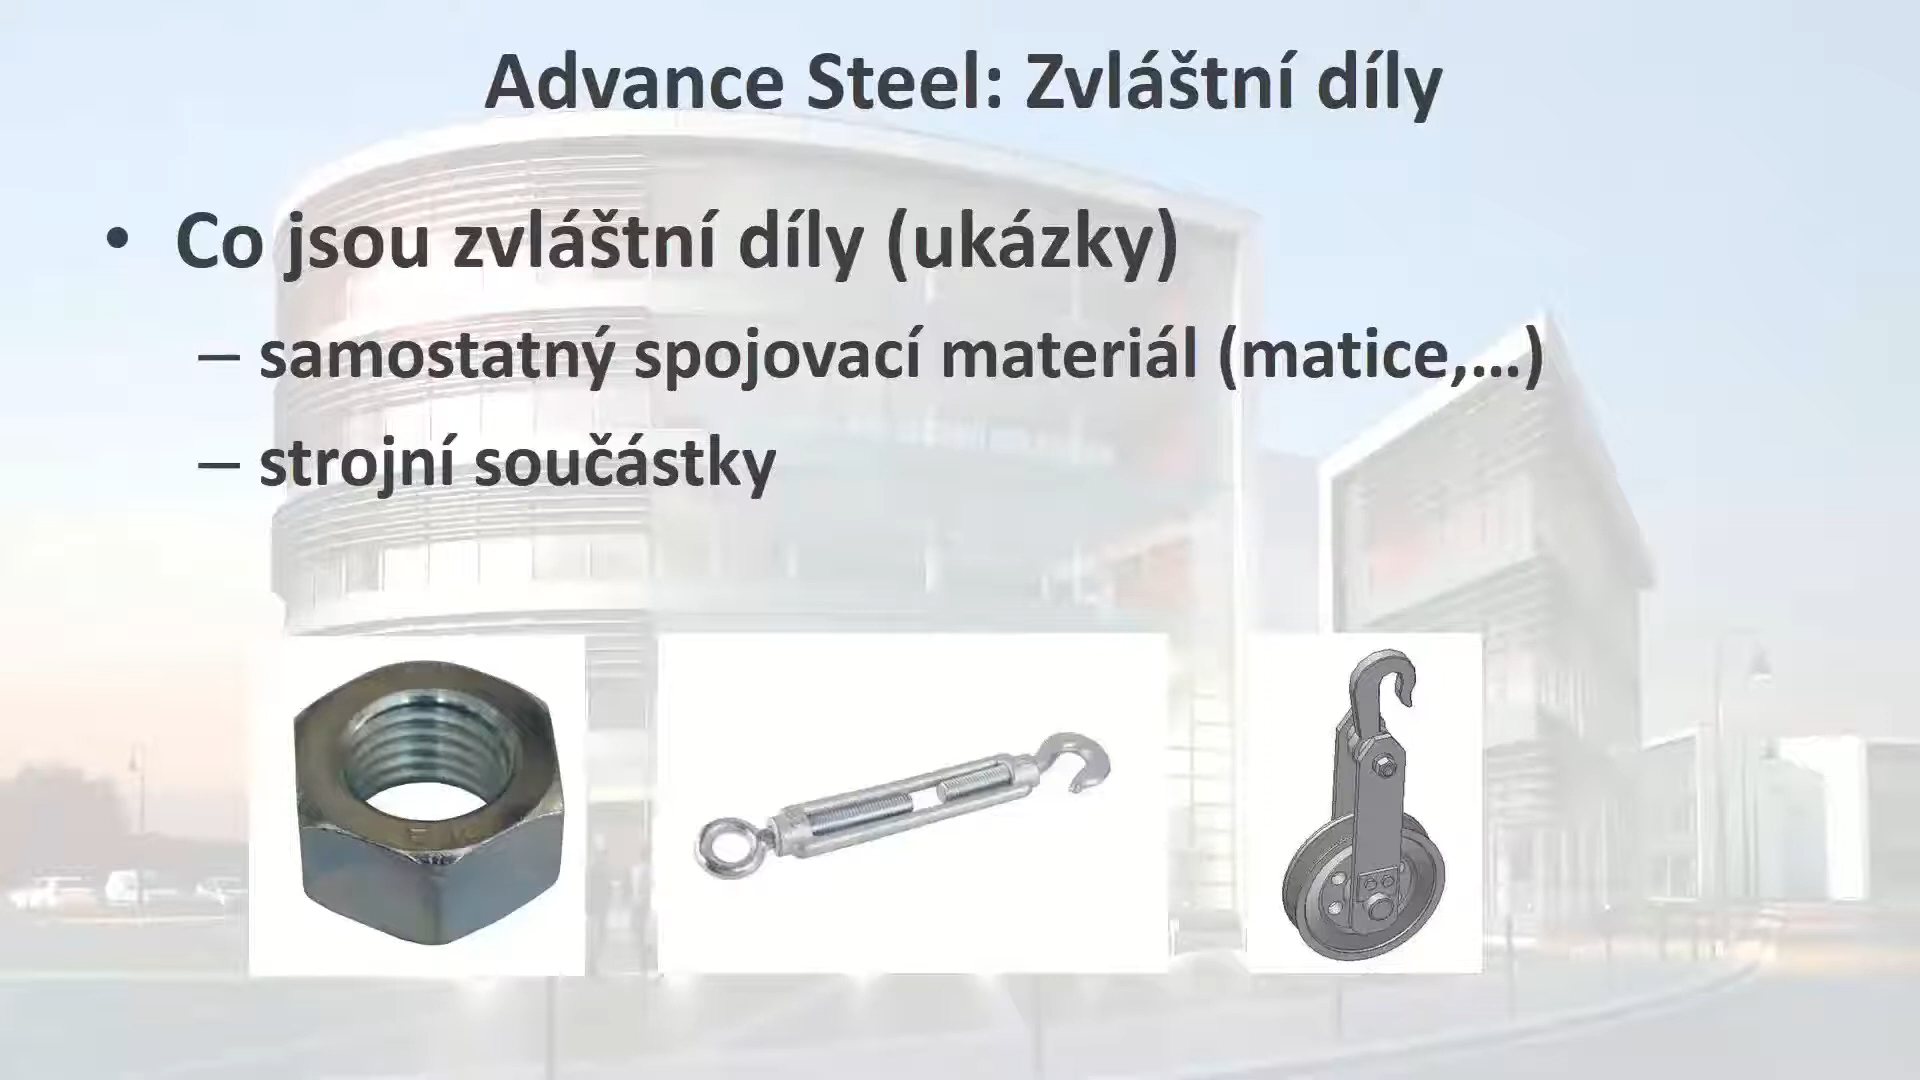 Advance Steel: Zvláštní díly
• Co jsou zvláštní díly (ukázky)
– samostatný spojovací materiál (matice,…)
– strojní součástky